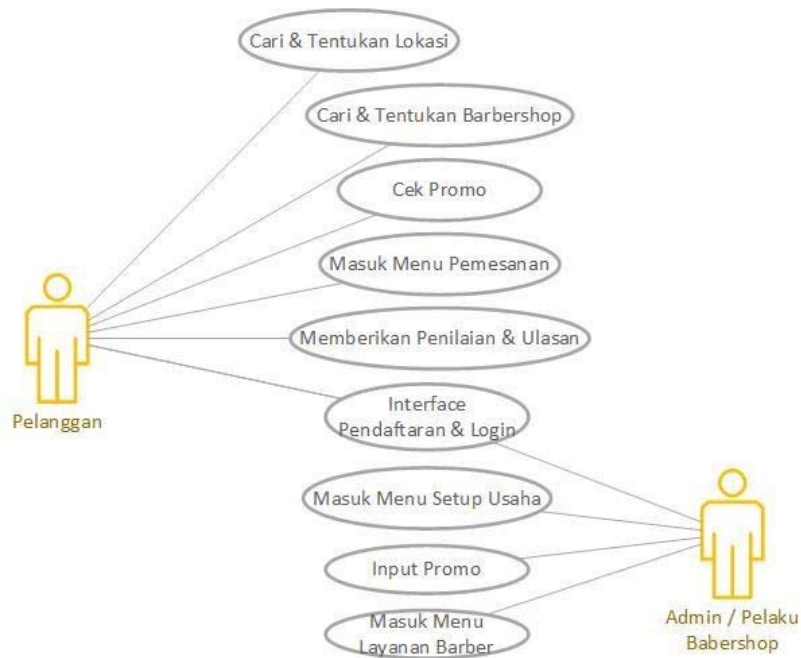 Cari & Tentukan Lokasi
Cari & Tentukan Barbershop
Cek Promo
Masuk Menu Pemesanan
Memberikan Penilaian & Ulasan
Pelanggan
Interface
Pendaftaran & Login
Masuk Menu Setup Usaha
Input Promo
Masuk Menu
Layanan Barber
Admin / Pelaku
Babershop